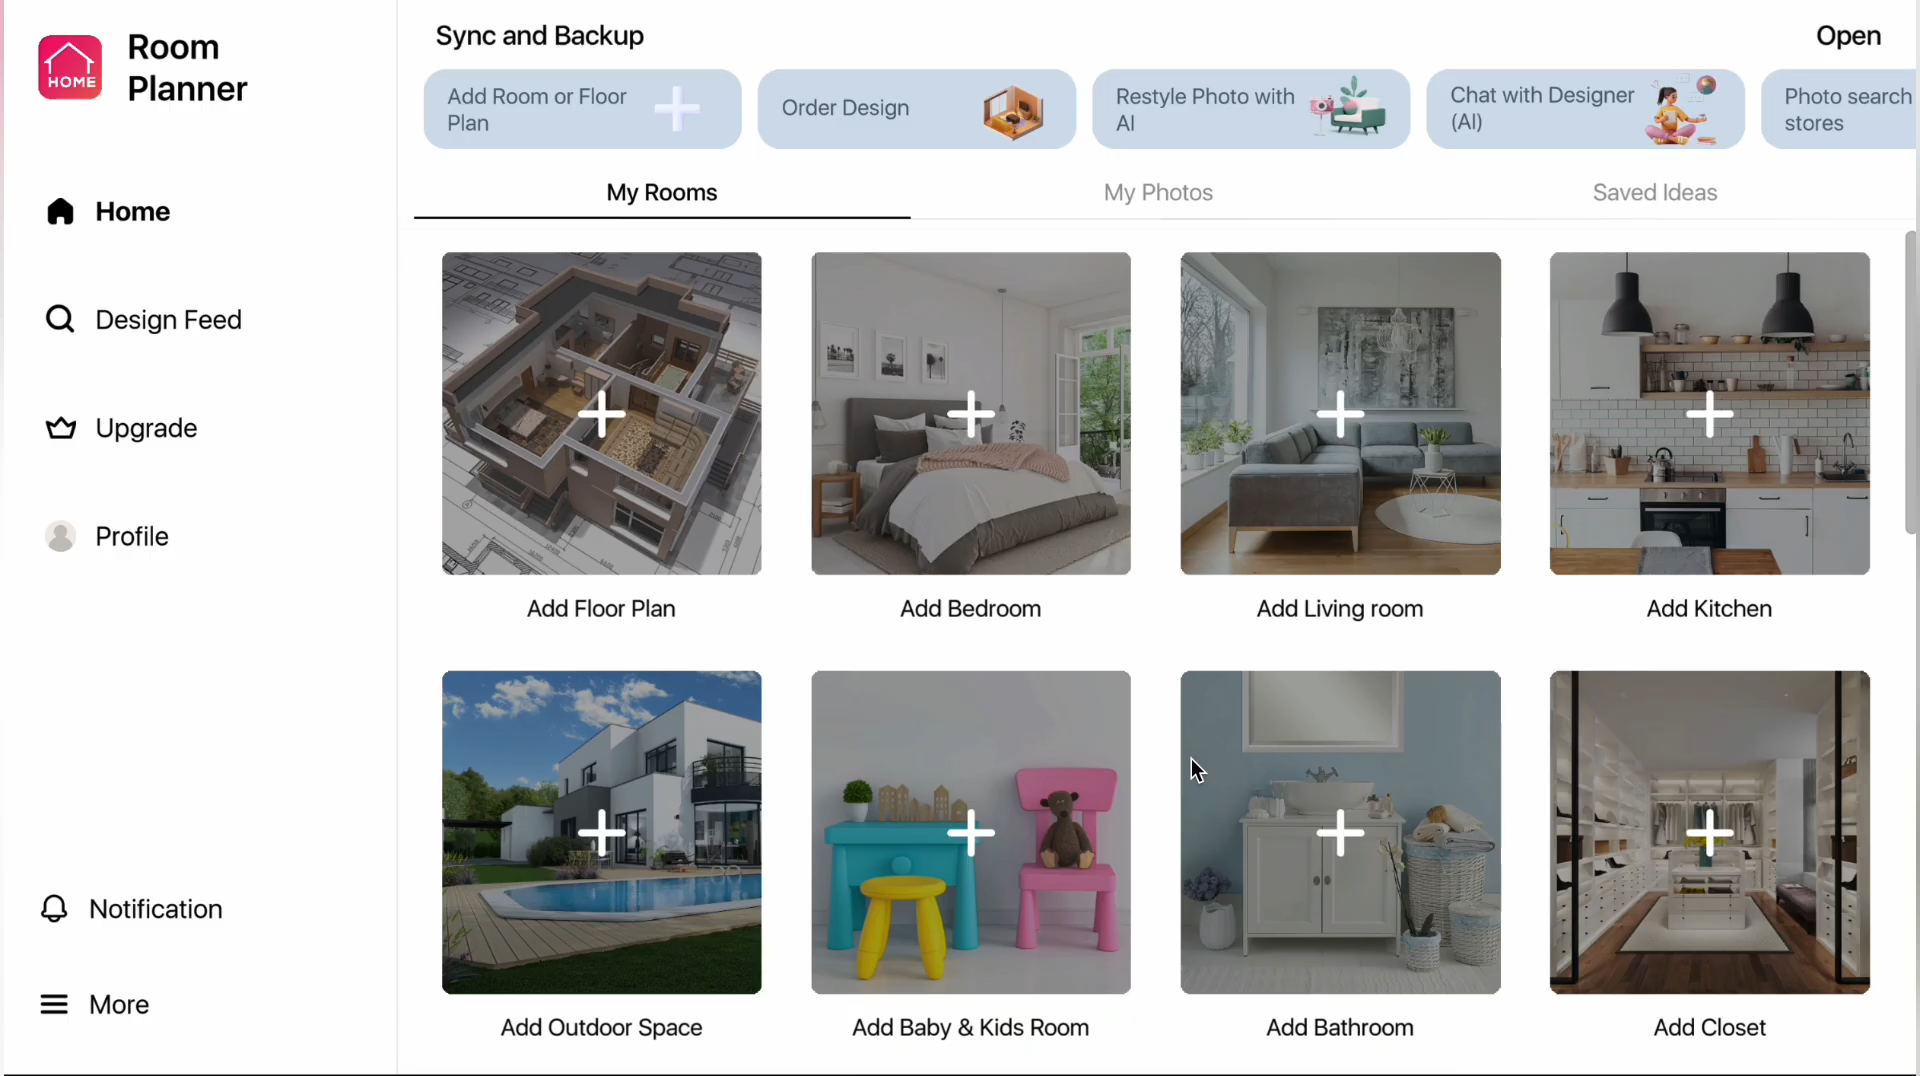 HOME
Room
Planner
Home
Design Feed
Upgrade
Profile
Notification
More
Sync and Backup
Open
Add Room or Floor
Plan
Order Design
Restyle Photo with
AI
Chat with Designer
(AI)
Photo search
stores
My Rooms
My Photos
Saved Ideas
Add Floor Plan
Add Bedroom
Add Living room
Add Kitchen
Add Outdoor Space
Add Baby & Kids Room
Add Bathroom
Add Closet